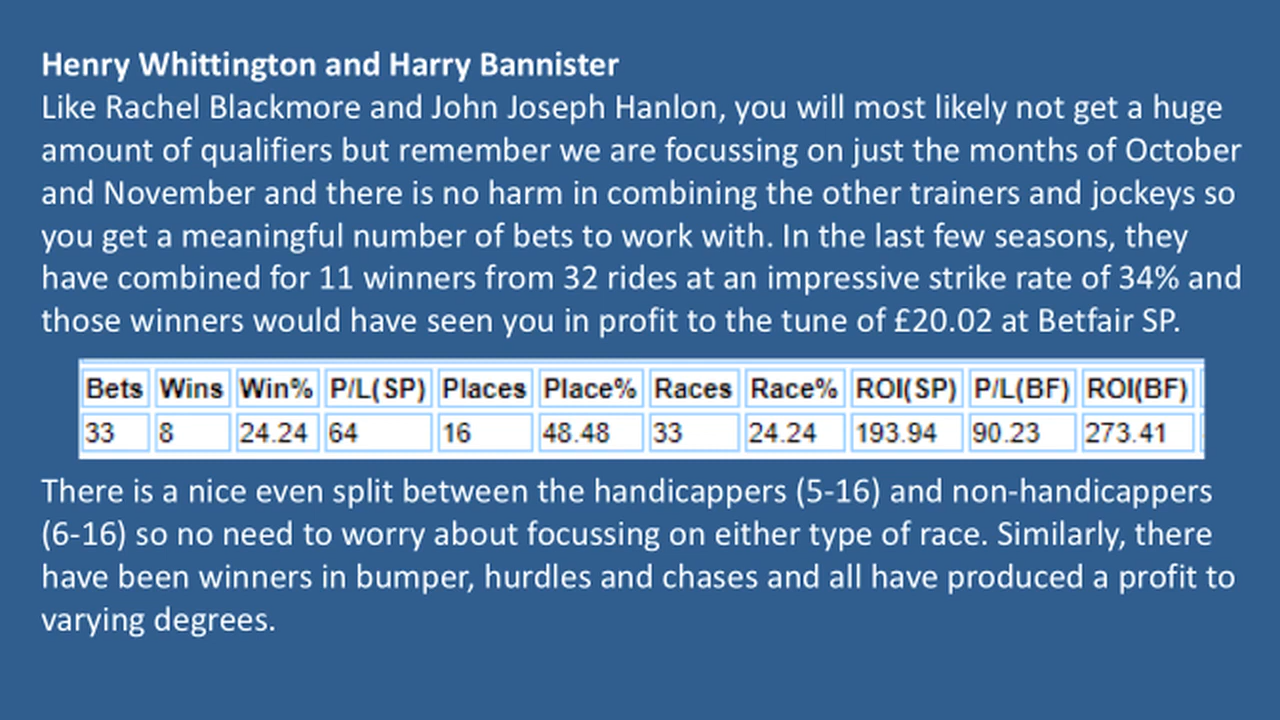 Henry Whittington and Harry Bannister
Like Rachel Blackmore and John Joseph Hanlon, you will most likely not get a huge
amount of qualifiers but remember we are focussing on just the months of October
and November and there is no harm in combining the other trainers and jockeys so
you get a meaningful number of bets to work with. In the last few seasons, they
have combined for 11 winners from 32 rides at an impressive strike rate of 34% and
those winners would have seen you in profit to the tune of £20.02 at Betfair SP.
Bets Wins Win% P/L(SP) Places Place% Races Race% ROI(SP) P/L(BF) ROI(BF)
33 8 24.24 64 16 48.48 33 24.24 193.94 90.23 273.41
There is a nice even split between the handicappers (5-16) and non-handicappers
(6-16) so no need to worry about focussing on either type of race. Similarly, there
have been winners in bumper, hurdles and chases and all have produced a profit to
varying degrees.